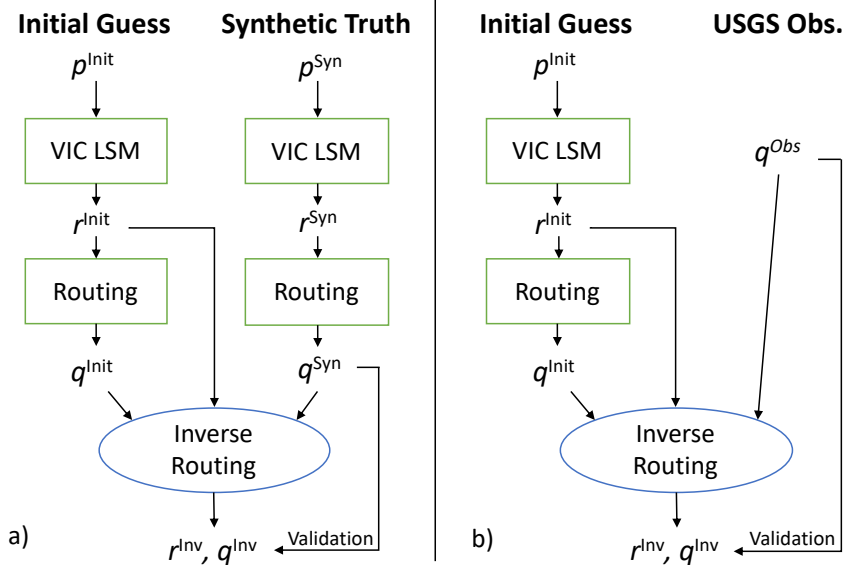 Initial Guess
Synthetic Truth
p^Init
p^Syn
VIC LSM
VIC LSM
r^Init
r^Syn
Routing
Routing
q^Init
q^Syn
Inverse
Routing
r^Inv, q^Inv
Validation
a)
Initial Guess
USGS Obs.
p^Init
VIC LSM
q^Obs
r^Init
Routing
q^Init
Inverse
Routing
r^Inv, q^Inv
Validation
b)